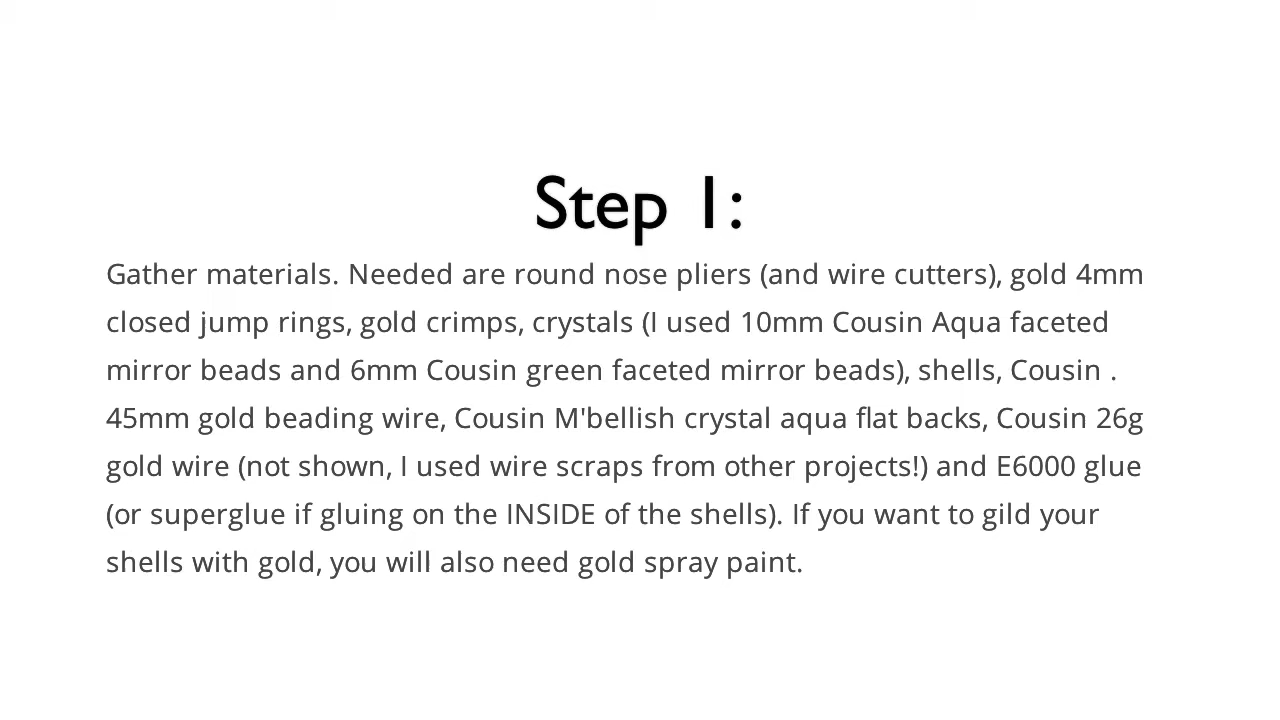 Step 1:
Gather materials. Needed are round nose pliers (and wire cutters), gold 4mm
closed jump rings, gold crimps, crystals (I used 10mm Cousin Aqua faceted
mirror beads and 6mm Cousin green faceted mirror beads), shells, Cousin .
45mm gold beading wire, Cousin M'bellish crystal aqua flat backs, Cousin 26g
gold wire (not shown, I used wire scraps from other projects!) and E6000 glue
(or superglue if gluing on the INSIDE of the shells). If you want to gild your
shells with gold, you will also need gold spray paint.